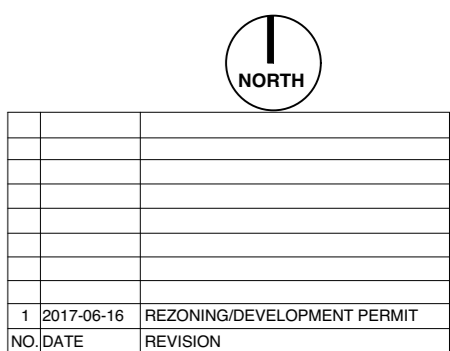 NORTH
1 2017-06-16 REZONING/DEVELOPMENT PERMIT
NO. DATE REVISION